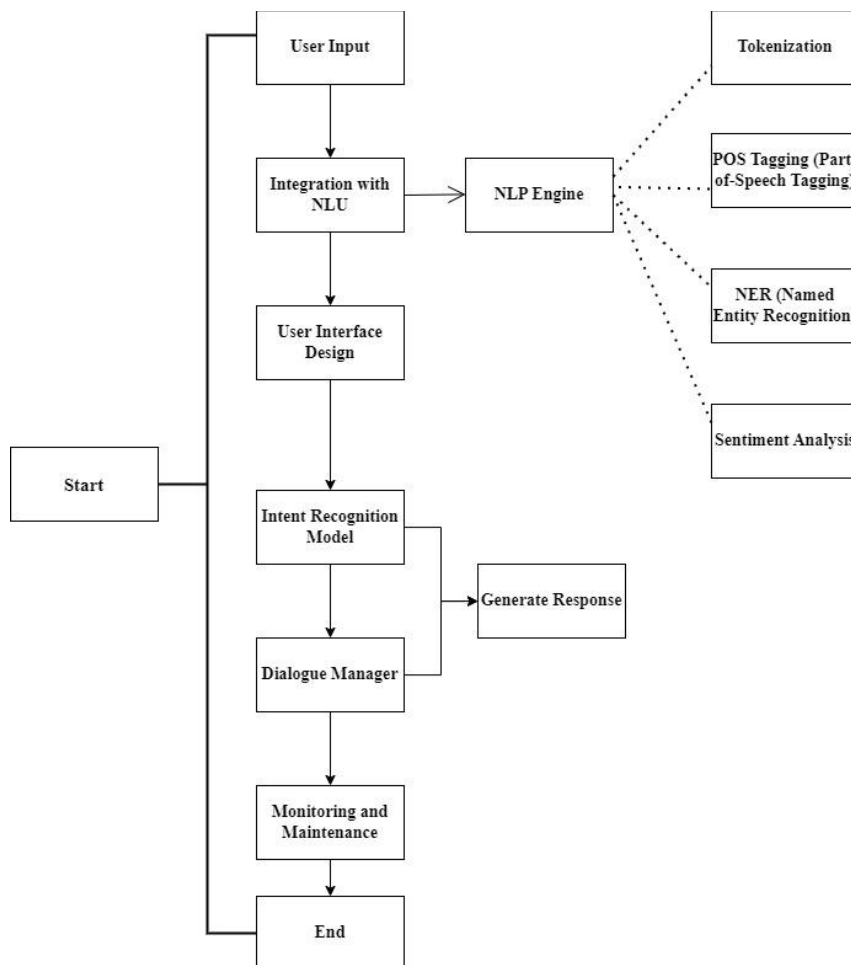 User Input
Tokenization
Integration with
NLU
NLP Engine
POS Tagging (Part-
of-Speech Tagging)
User Interface
Design
NER (Named
Entity Recognition
Sentiment Analysis
Start
Intent Recognition
Model
Generate Response
Dialogue Manager
Monitoring and
Maintenance
End